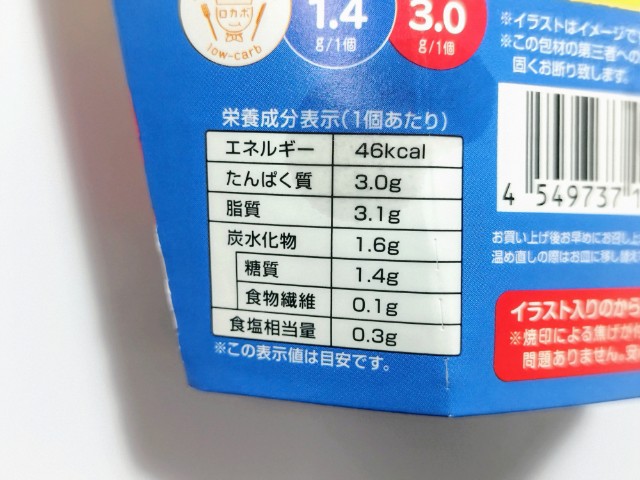 ロカボ
low-carb
1.4
g/1個
3.0
g/1個
※イラストはイメージで
※この包材の第三者への
固くお断り致します。
栄養成分表示(1個あたり)
エネルギー 46kcal
たんぱく質 3.0g
脂質 3.1g
炭水化物 1.6g
糖質 1.4g
食物繊維 0.1g
食塩相当量 0.3g
※この表示値は目安です。
4 549737 1
お買い上げ後お早めにお召し上
温め直しの際はお皿に移し替え
イラスト入りのから
※焼印による焦げが
問題ありません。安